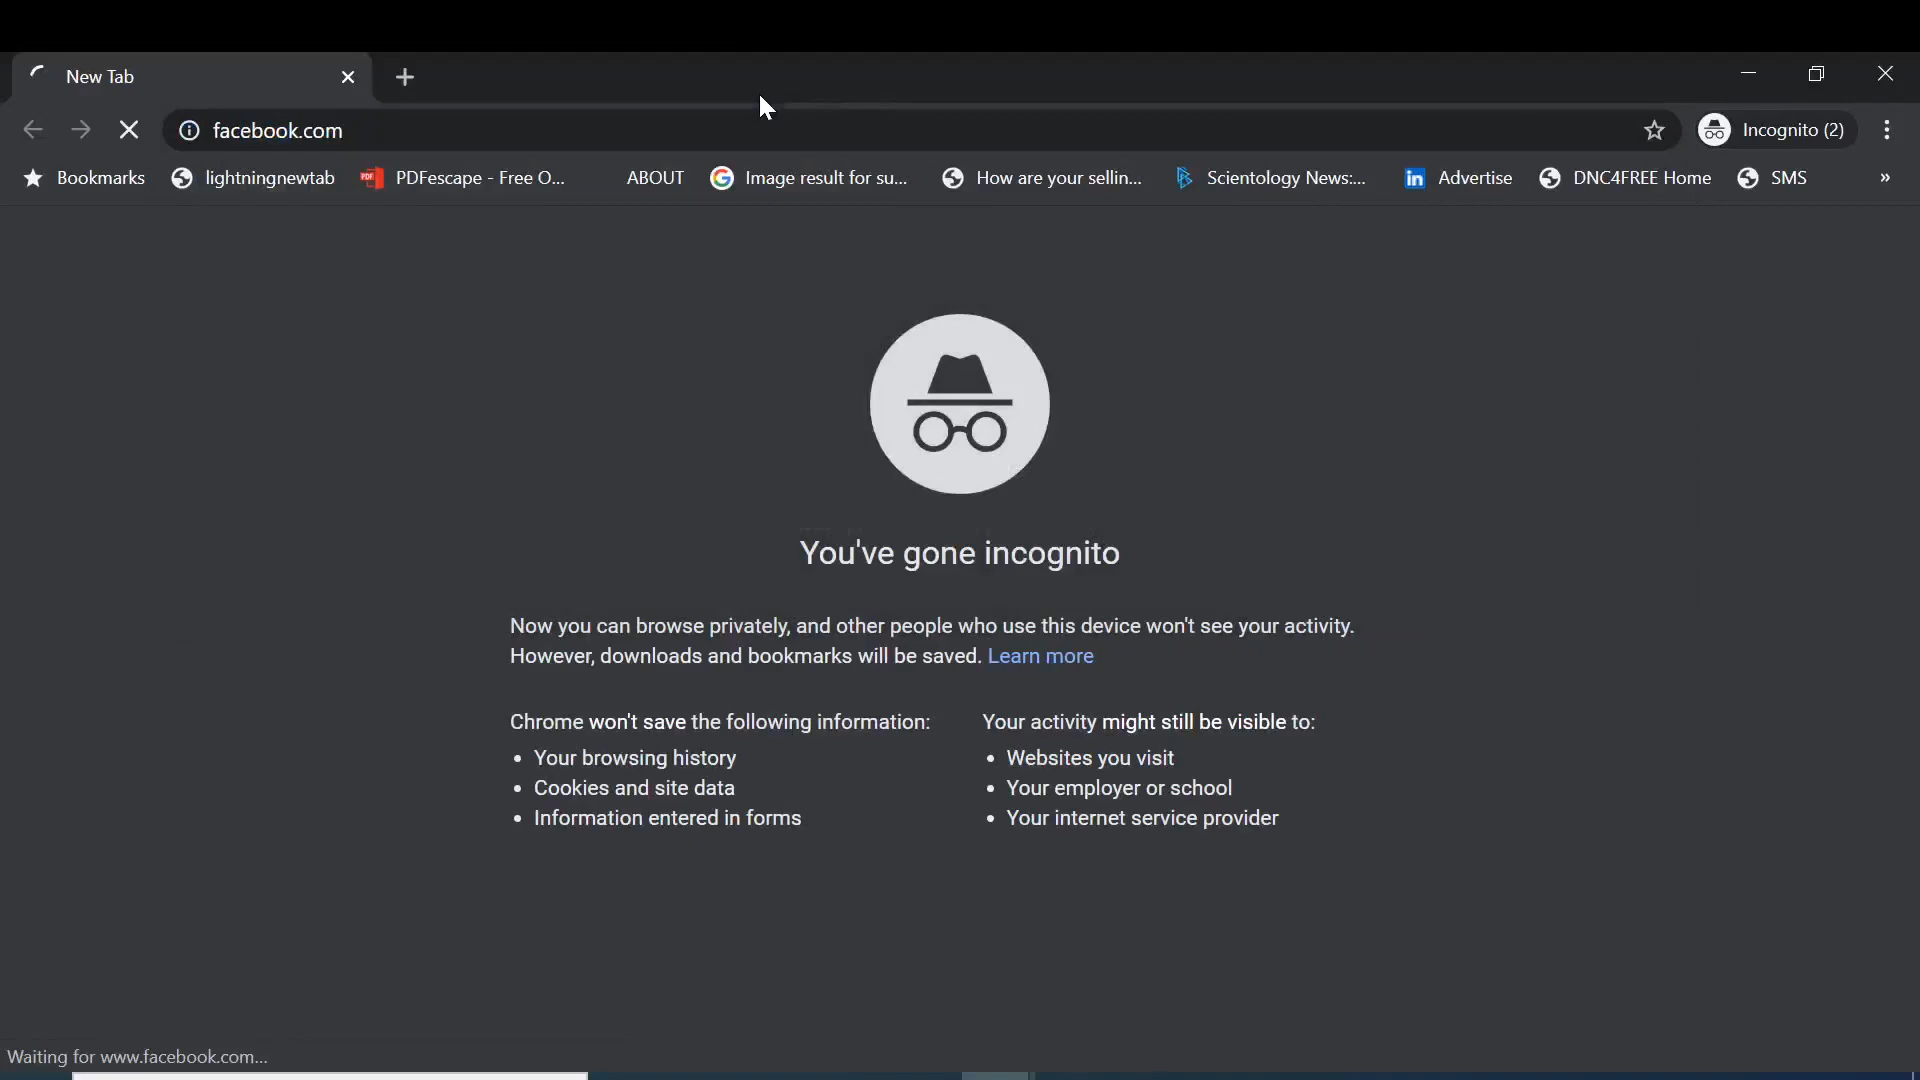 New Tab
facebook.com
Incognito (2)
Bookmarks lightningnewtab PDFescape - Free O... ABOUT Image result for su... How are your sellin... Scientology News:... Advertise DNC4FREE Home SMS »
You've gone incognito
Now you can browse privately, and other people who use this device won't see your activity.
However, downloads and bookmarks will be saved. Learn more
Chrome won't save the following information:
• Your browsing history
• Cookies and site data
• Information entered in forms
Your activity might still be visible to:
• Websites you visit
• Your employer or school
• Your internet service provider
Waiting for www.facebook.com...